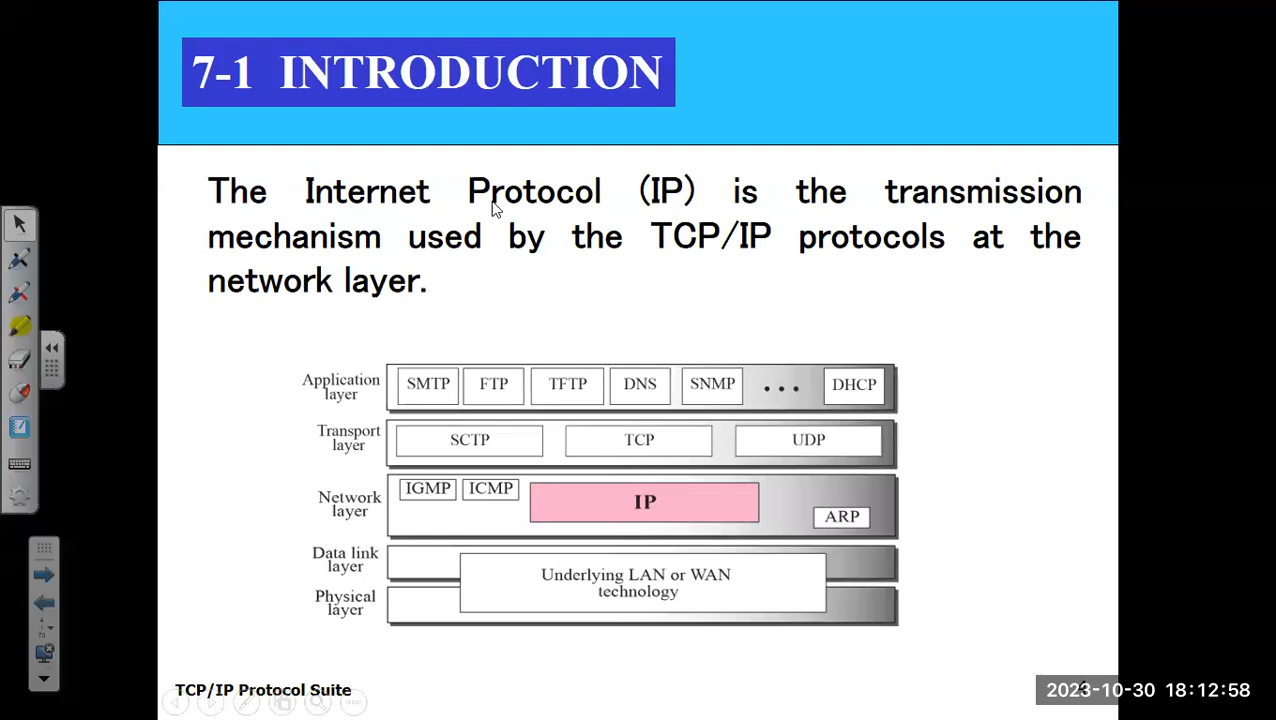 7-1 INTRODUCTION
The Internet Protocol (IP) is the transmission
mechanism used by the TCP/IP protocols at the
network layer.
Application
layer
SMTP FTP TFTP DNS SNMP • • • DHCP
Transport
layer
SCTP TCP UDP
Network
layer
IGMP ICMP IP ARP
Data link
layer
Physical
layer
Underlying LAN or WAN
technology
4
/
73
TCP/IP Protocol Suite
2023-10-30 18:12:58